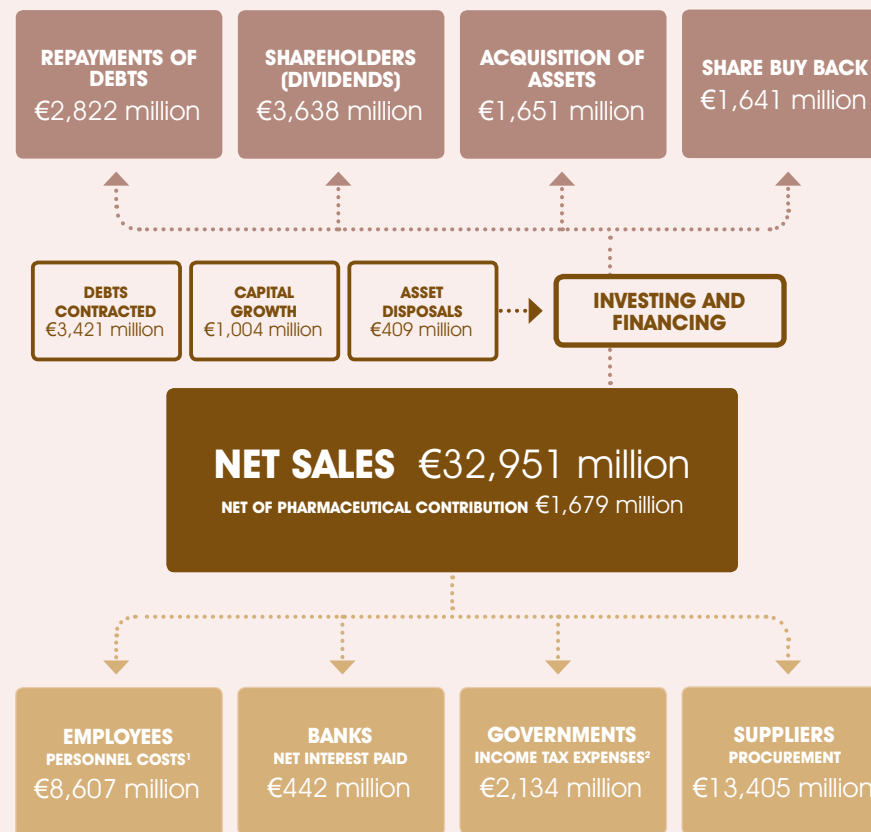 REPAYMENTS OF
DEBTS
€2,822 million
SHAREHOLDERS
(DIVIDENDS)
€3,638 million
ACQUISITION OF
ASSETS
€1,651 million
SHARE BUY BACK
€1,641 million
DEBTS
CONTRACTED
€3,421 million
CAPITAL
GROWTH
€1,004 million
ASSET
DISPOSALS
€409 million
INVESTING AND
FINANCING
NET SALES €32,951 million
NET OF PHARMACEUTICAL CONTRIBUTION €1,679 million
EMPLOYEES
PERSONNEL COSTS¹
€8,607 million
BANKS
NET INTEREST PAID
€442 million
GOVERNMENTS
INCOME TAX EXPENSES²
€2,134 million
SUPPLIERS
PROCUREMENT
€13,405 million